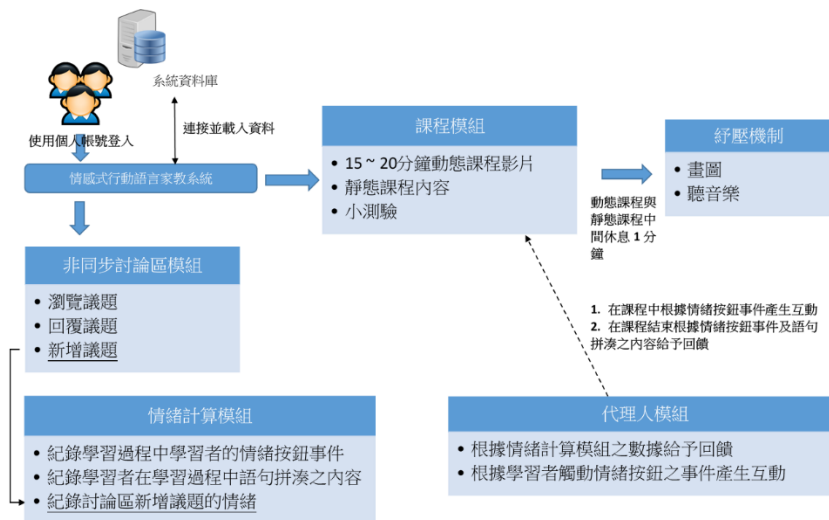 系統資料庫
使用個人帳號登入
連接並載入資料
情感式行動語言家教系統
課程模組
• 15 ~ 20分鐘動態課程影片
• 靜態課程內容
• 小測驗
動態課程與
靜態課程中
間休息 1 分
鐘
紓壓機制
• 畫圖
• 聽音樂
非同步討論區模組
• 瀏覽議題
• 回覆議題
• 新增議題
1. 在課程中根據情緒按鈕事件產生互動
2. 在課程結束根據情緒按鈕事件及語句
拼湊之內容給予回饋
情緒計算模組
• 紀錄學習過程中學習者的情緒按鈕事件
• 紀錄學習者在學習過程中語句拼湊之內容
• 紀錄討論區新增議題的情緒
代理人模組
• 根據情緒計算模組之數據給予回饋
• 根據學習者觸動情緒按鈕之事件產生互動